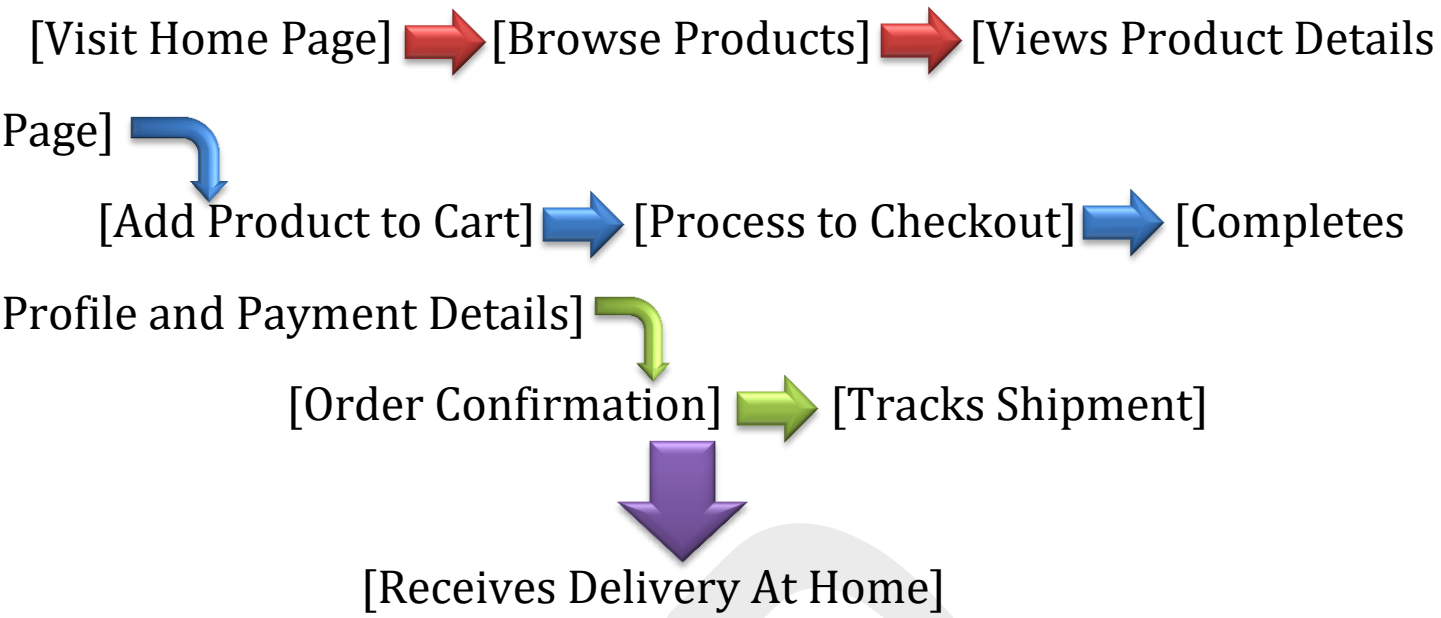 [Visit Home Page] [Browse Products] [Views Product Details
Page]
[Add Product to Cart] [Process to Checkout] [Completes
Profile and Payment Details]
[Order Confirmation] [Tracks Shipment]
[Receives Delivery At Home]